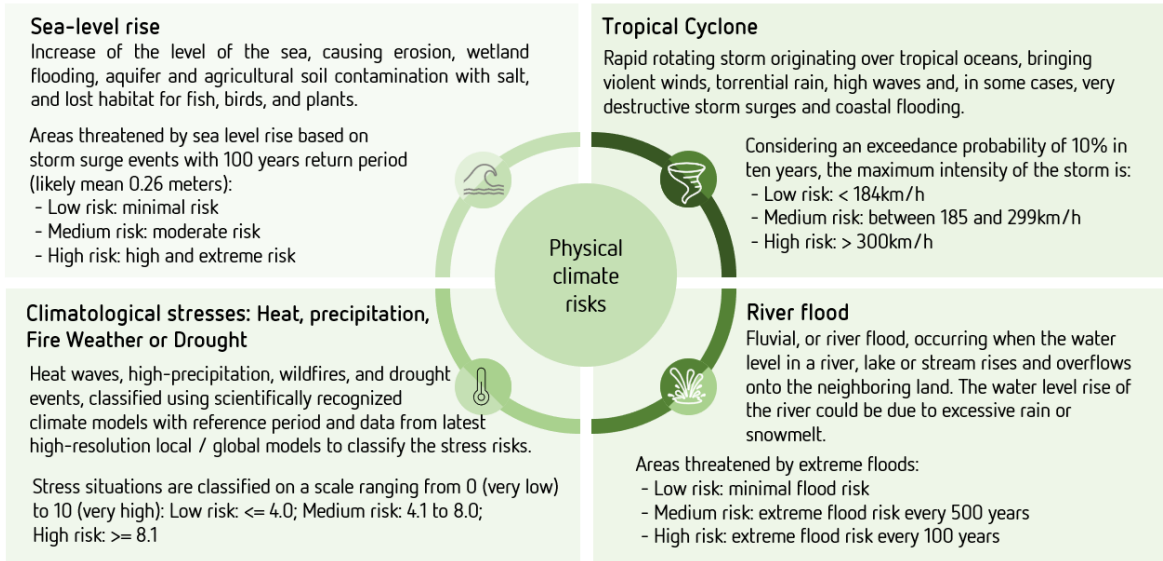 Sea-level rise
Increase of the level of the sea, causing erosion, wetland
flooding, aquifer and agricultural soil contamination with salt,
and lost habitat for fish, birds, and plants.
Areas threatened by sea level rise based on
storm surge events with 100 years return period
(likely mean 0.26 meters):
- Low risk: minimal risk
- Medium risk: moderate risk
- High risk: high and extreme risk
Tropical Cyclone
Rapid rotating storm originating over tropical oceans, bringing
violent winds, torrential rain, high waves and, in some cases, very
destructive storm surges and coastal flooding.
Considering an exceedance probability of 10% in
ten years, the maximum intensity of the storm is:
- Low risk: < 184km/h
- Medium risk: between 185 and 299km/h
- High risk: > 300km/h
Physical
climate
risks
Climatological stresses: Heat, precipitation,
Fire Weather or Drought
Heat waves, high-precipitation, wildfires, and drought
events, classified using scientifically recognized
climate models with reference period and data from latest
high-resolution local / global models to classify the stress risks.
Stress situations are classified on a scale ranging from 0 (very low)
to 10 (very high): Low risk: <= 4.0; Medium risk: 4.1 to 8.0;
High risk: >= 8.1
River flood
Fluvial, or river flood, occurring when the water
level in a river, lake or stream rises and overflows
onto the neighboring land. The water level rise of
the river could be due to excessive rain or
snowmelt.
Areas threatened by extreme floods:
- Low risk: minimal flood risk
- Medium risk: extreme flood risk every 500 years
- High risk: extreme flood risk every 100 years